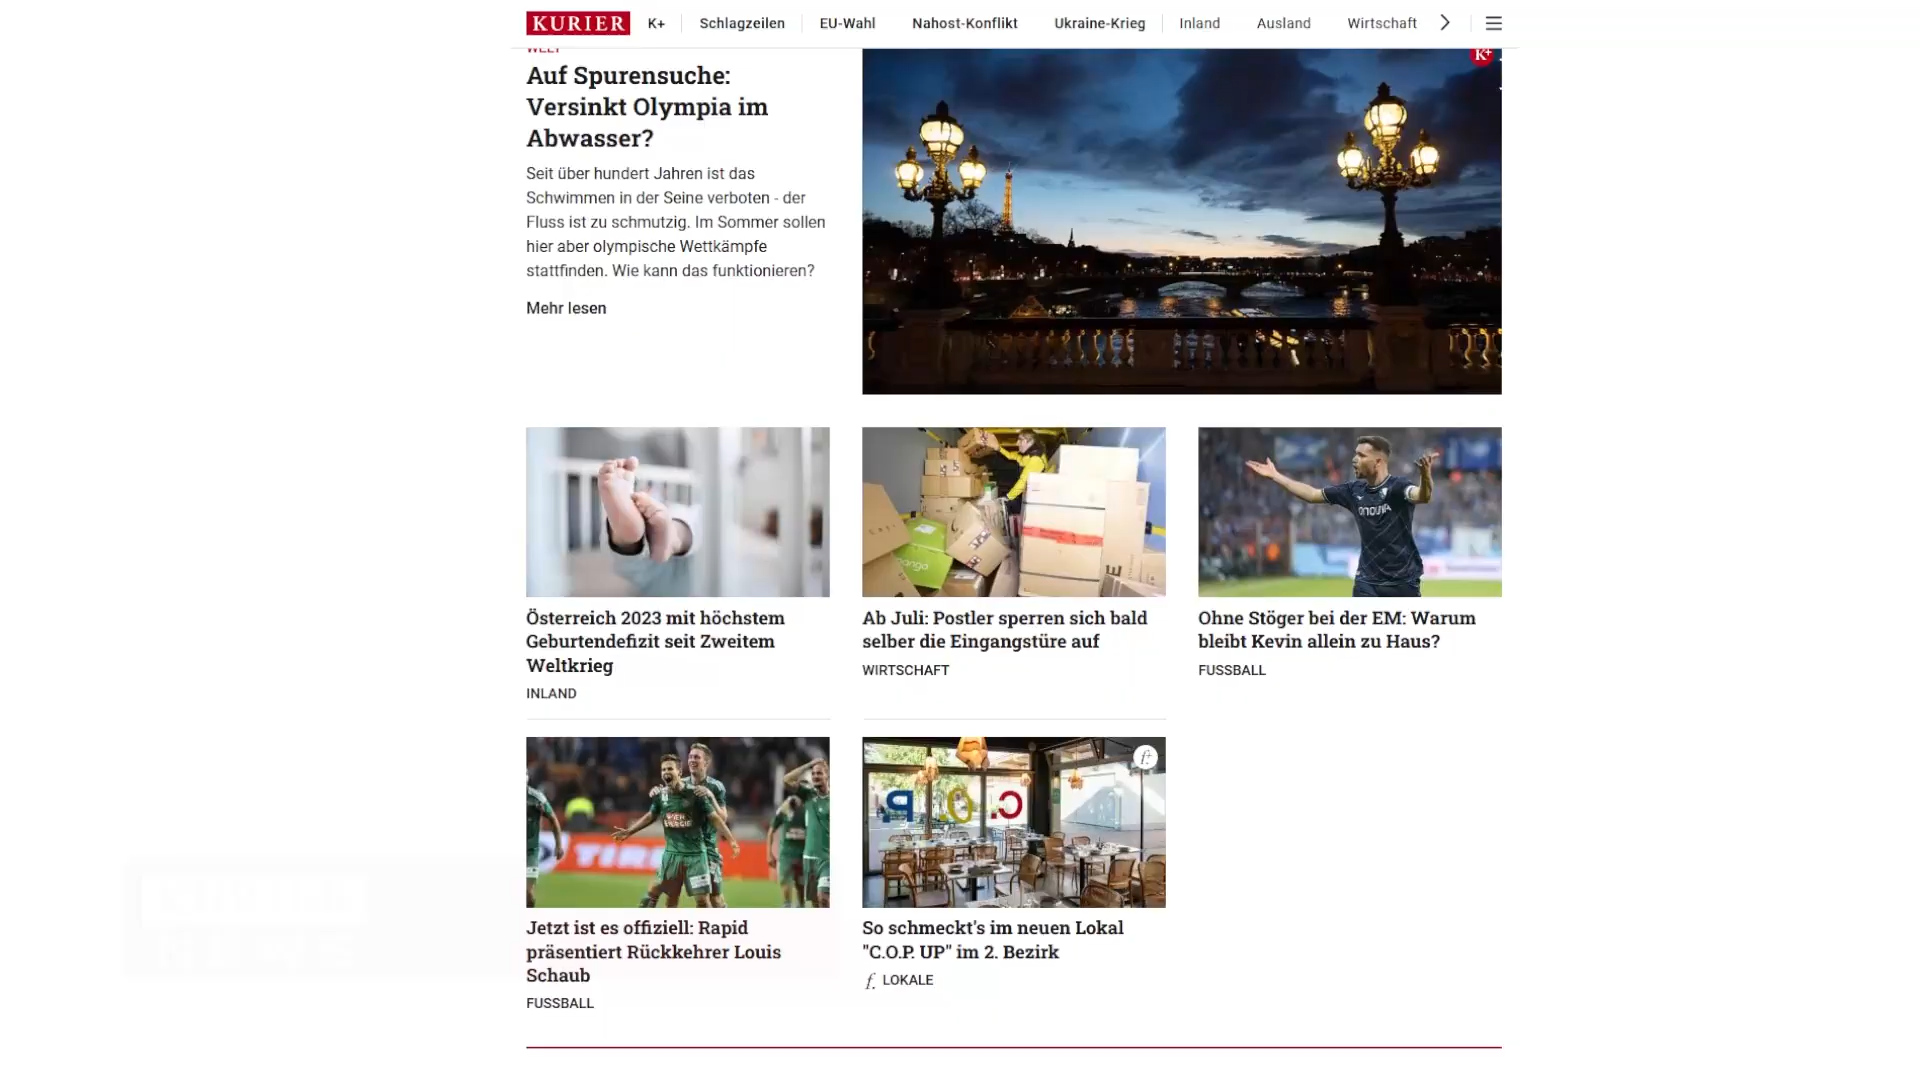 KURIER K+ Schlagzeilen EU-Wahl Nahost-Konflikt Ukraine-Krieg Inland Ausland Wirtschaft
WELT
K+
Auf Spurensuche:
Versinkt Olympia im
Abwasser?
Seit über hundert Jahren ist das
Schwimmen in der Seine verboten - der
Fluss ist zu schmutzig. Im Sommer sollen
hier aber olympische Wettkämpfe
stattfinden. Wie kann das funktionieren?
Mehr lesen
Österreich 2023 mit höchstem
Geburtendefizit seit Zweitem
Weltkrieg
INLAND
Ab Juli: Postler sperren sich bald
selber die Eingangstüre auf
WIRTSCHAFT
Ohne Stöger bei der EM: Warum
bleibt Kevin allein zu Haus?
FUSSBALL
WIEN
ENERGIE
Jetzt ist es offiziell: Rapid
präsentiert Rückkehrer Louis
Schaub
FUSSBALL
C.O.P.
So schmeckt's im neuen Lokal
"C.O.P. UP" im 2. Bezirk
f. LOKALE